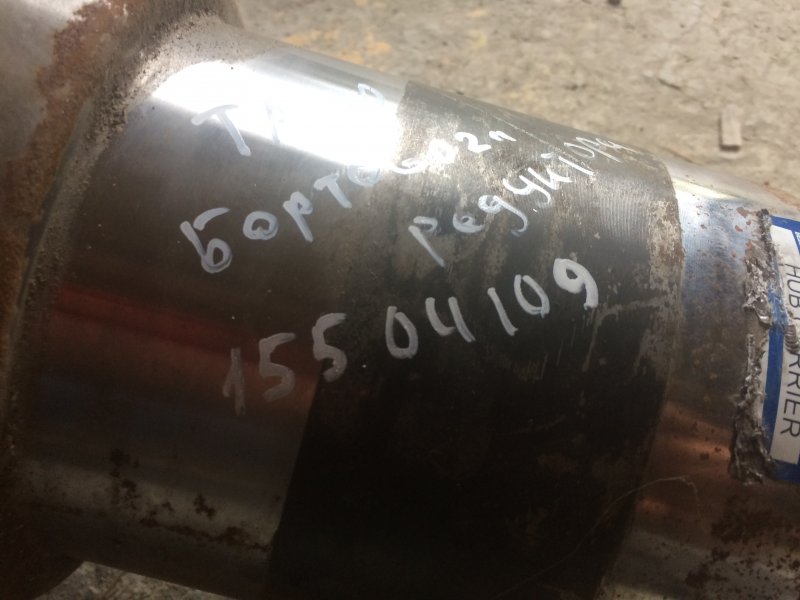 Бортового
редуктора
15504109
HUB, CARRIER